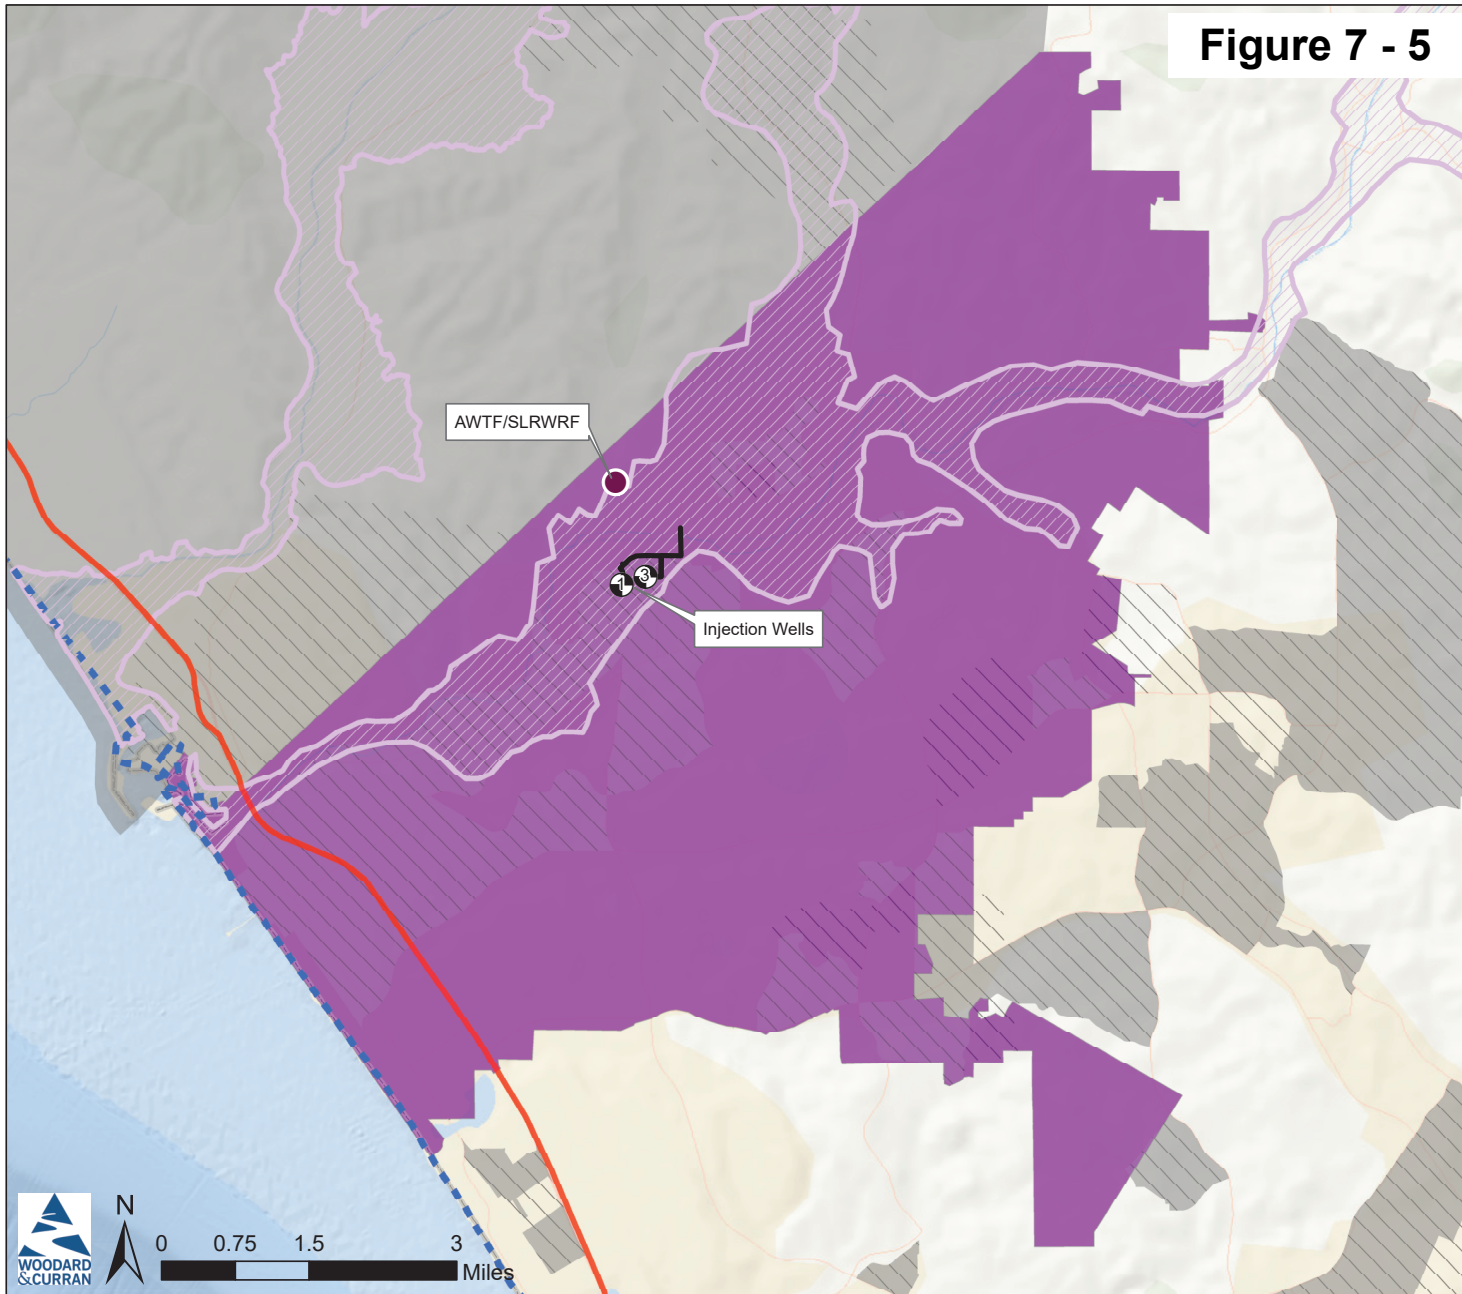 Figure 7 - 5
AWTF/SLRWRF
1
3
Injection Wells
N
0 0.75 1.5 3
Miles
WOODARD
&CURRAN